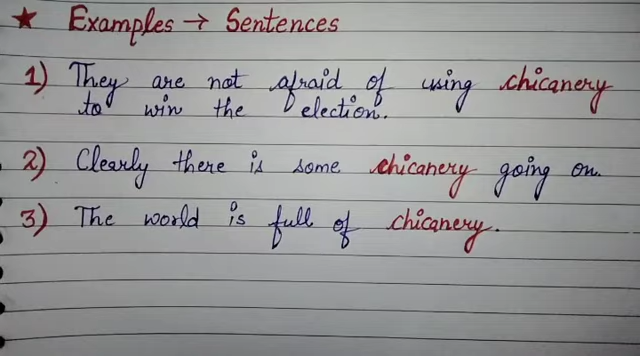 ★ Examples → Sentences
1) They are not afraid of using chicanery
to win the election.
2) Clearly there is some chicanery going on.
3) The world is full of chicanery.